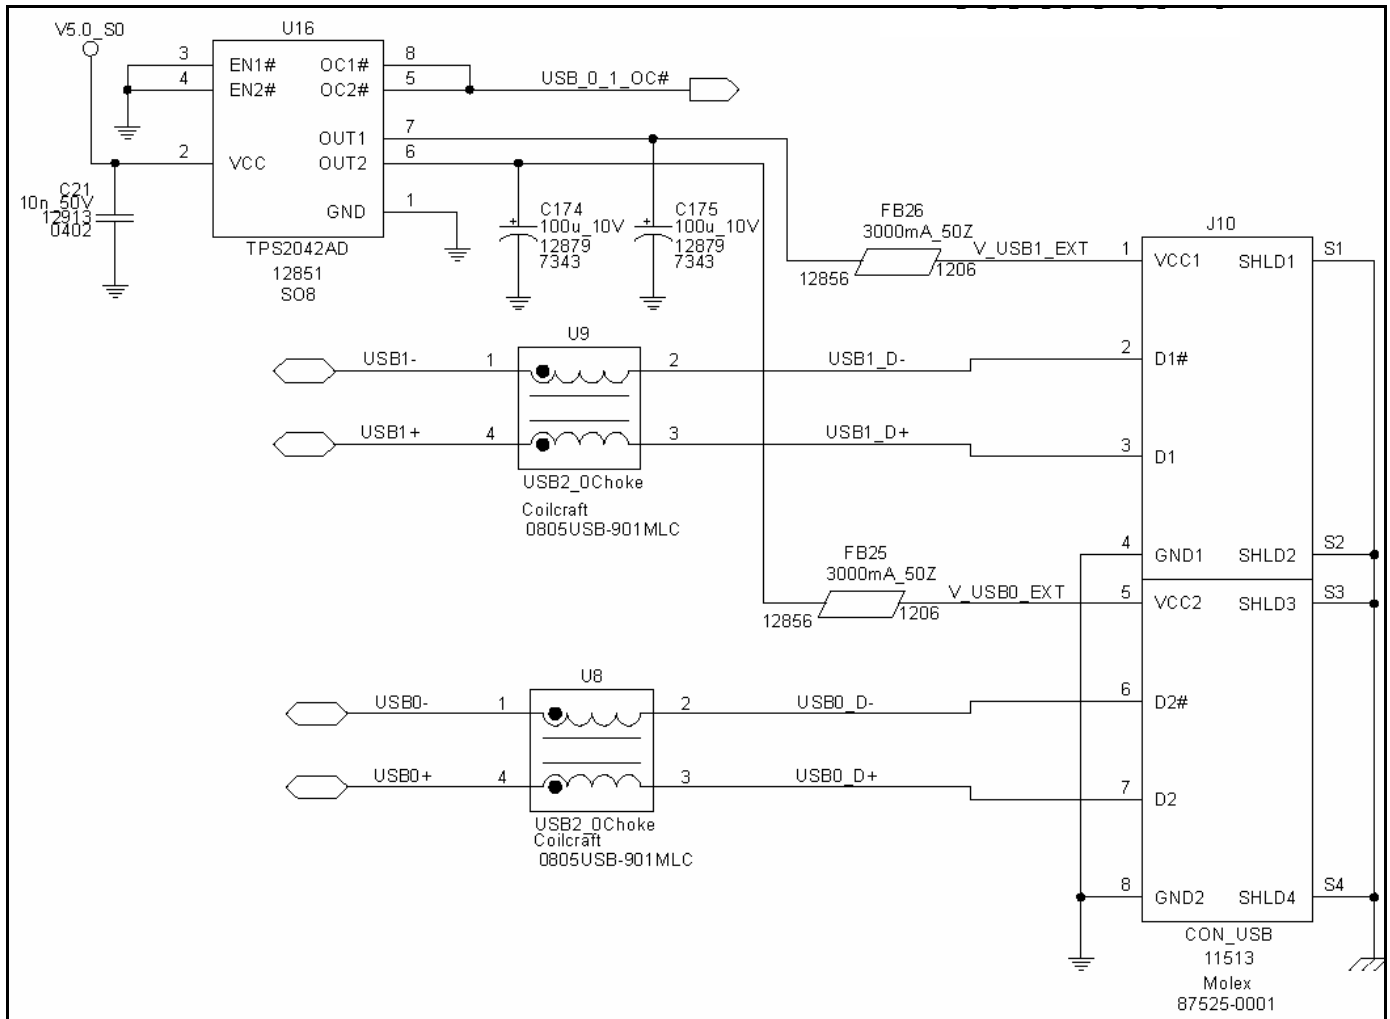 V5.0_S0
U16
3 EN1# OC1# 8
4 EN2# OC2# 5
USB_0_1_OC#
OUT1 7
2 VCC OUT2 6
GND 1
C21
10n_50V
12913
0402
TPS2042AD
12851
SO8
+ C174
100u_10V
12879
7343
+ C175
100u_10V
12879
7343
FB26
3000mA_50Z
12856 1206
V_USB1_EXT
J10
1 VCC1 SHLD1 S1
U9
USB1- 1 2 USB1_D- 2 D1#
USB1+ 4 3 USB1_D+ 3 D1
USB2_0Choke
Coilcraft
0805USB-901MLC
4 GND1 SHLD2 S2
FB25
3000mA_50Z
12856 1206
V_USB0_EXT
5 VCC2 SHLD3 S3
U8
USB0- 1 2 USB0_D- 6 D2#
USB0+ 4 3 USB0_D+ 7 D2
USB2_0Choke
Coilcraft
0805USB-901MLC
8 GND2 SHLD4 S4
CON_USB
11513
Molex
87525-0001